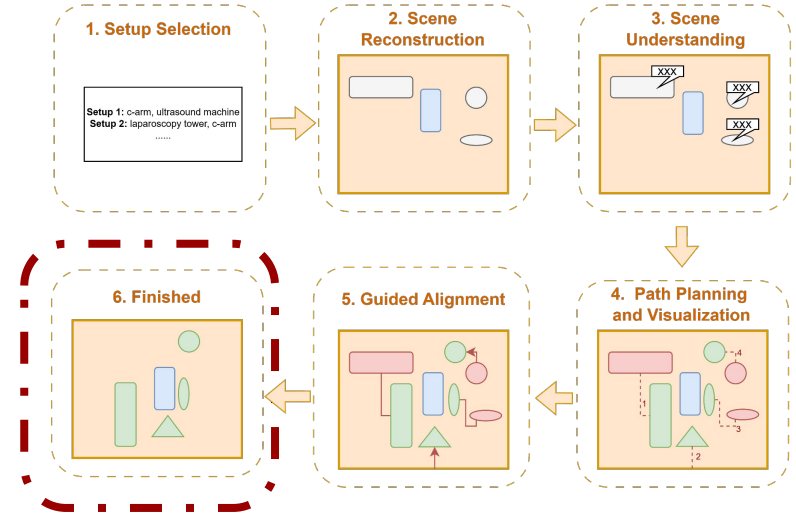 1. Setup Selection
Setup 1: c-arm, ultrasound machine
Setup 2: laparoscopy tower, c-arm
......
2. Scene
Reconstruction
3. Scene
Understanding
XXX
XXX
XXX
4. Path Planning
and Visualization
1
2
3
4
5. Guided Alignment
6. Finished